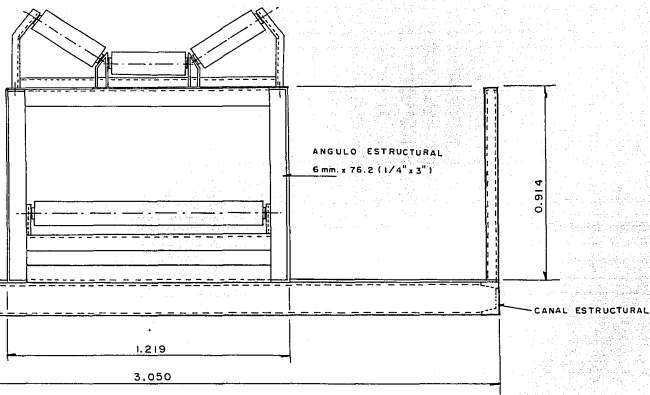 ANGULO ESTRUCTURAL
6 mm. x 76.2 (1/4" x 3")
0.914
CANAL ESTRUCTURAL
1.219
3.050